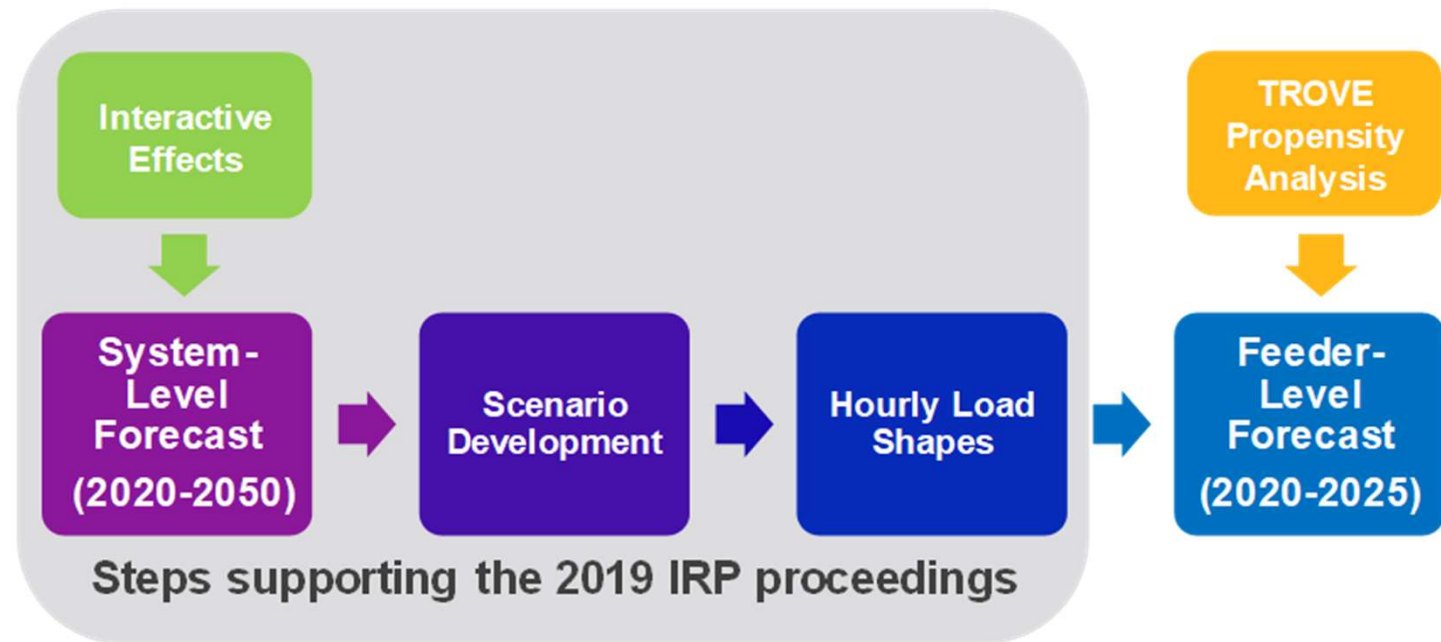 Interactive
Effects
TROVE
Propensity
Analysis
System-
Level
Forecast
(2020-2050)
Scenario
Development
Hourly Load
Shapes
Feeder-
Level
Forecast
(2020-2025)
Steps supporting the 2019 IRP proceedings